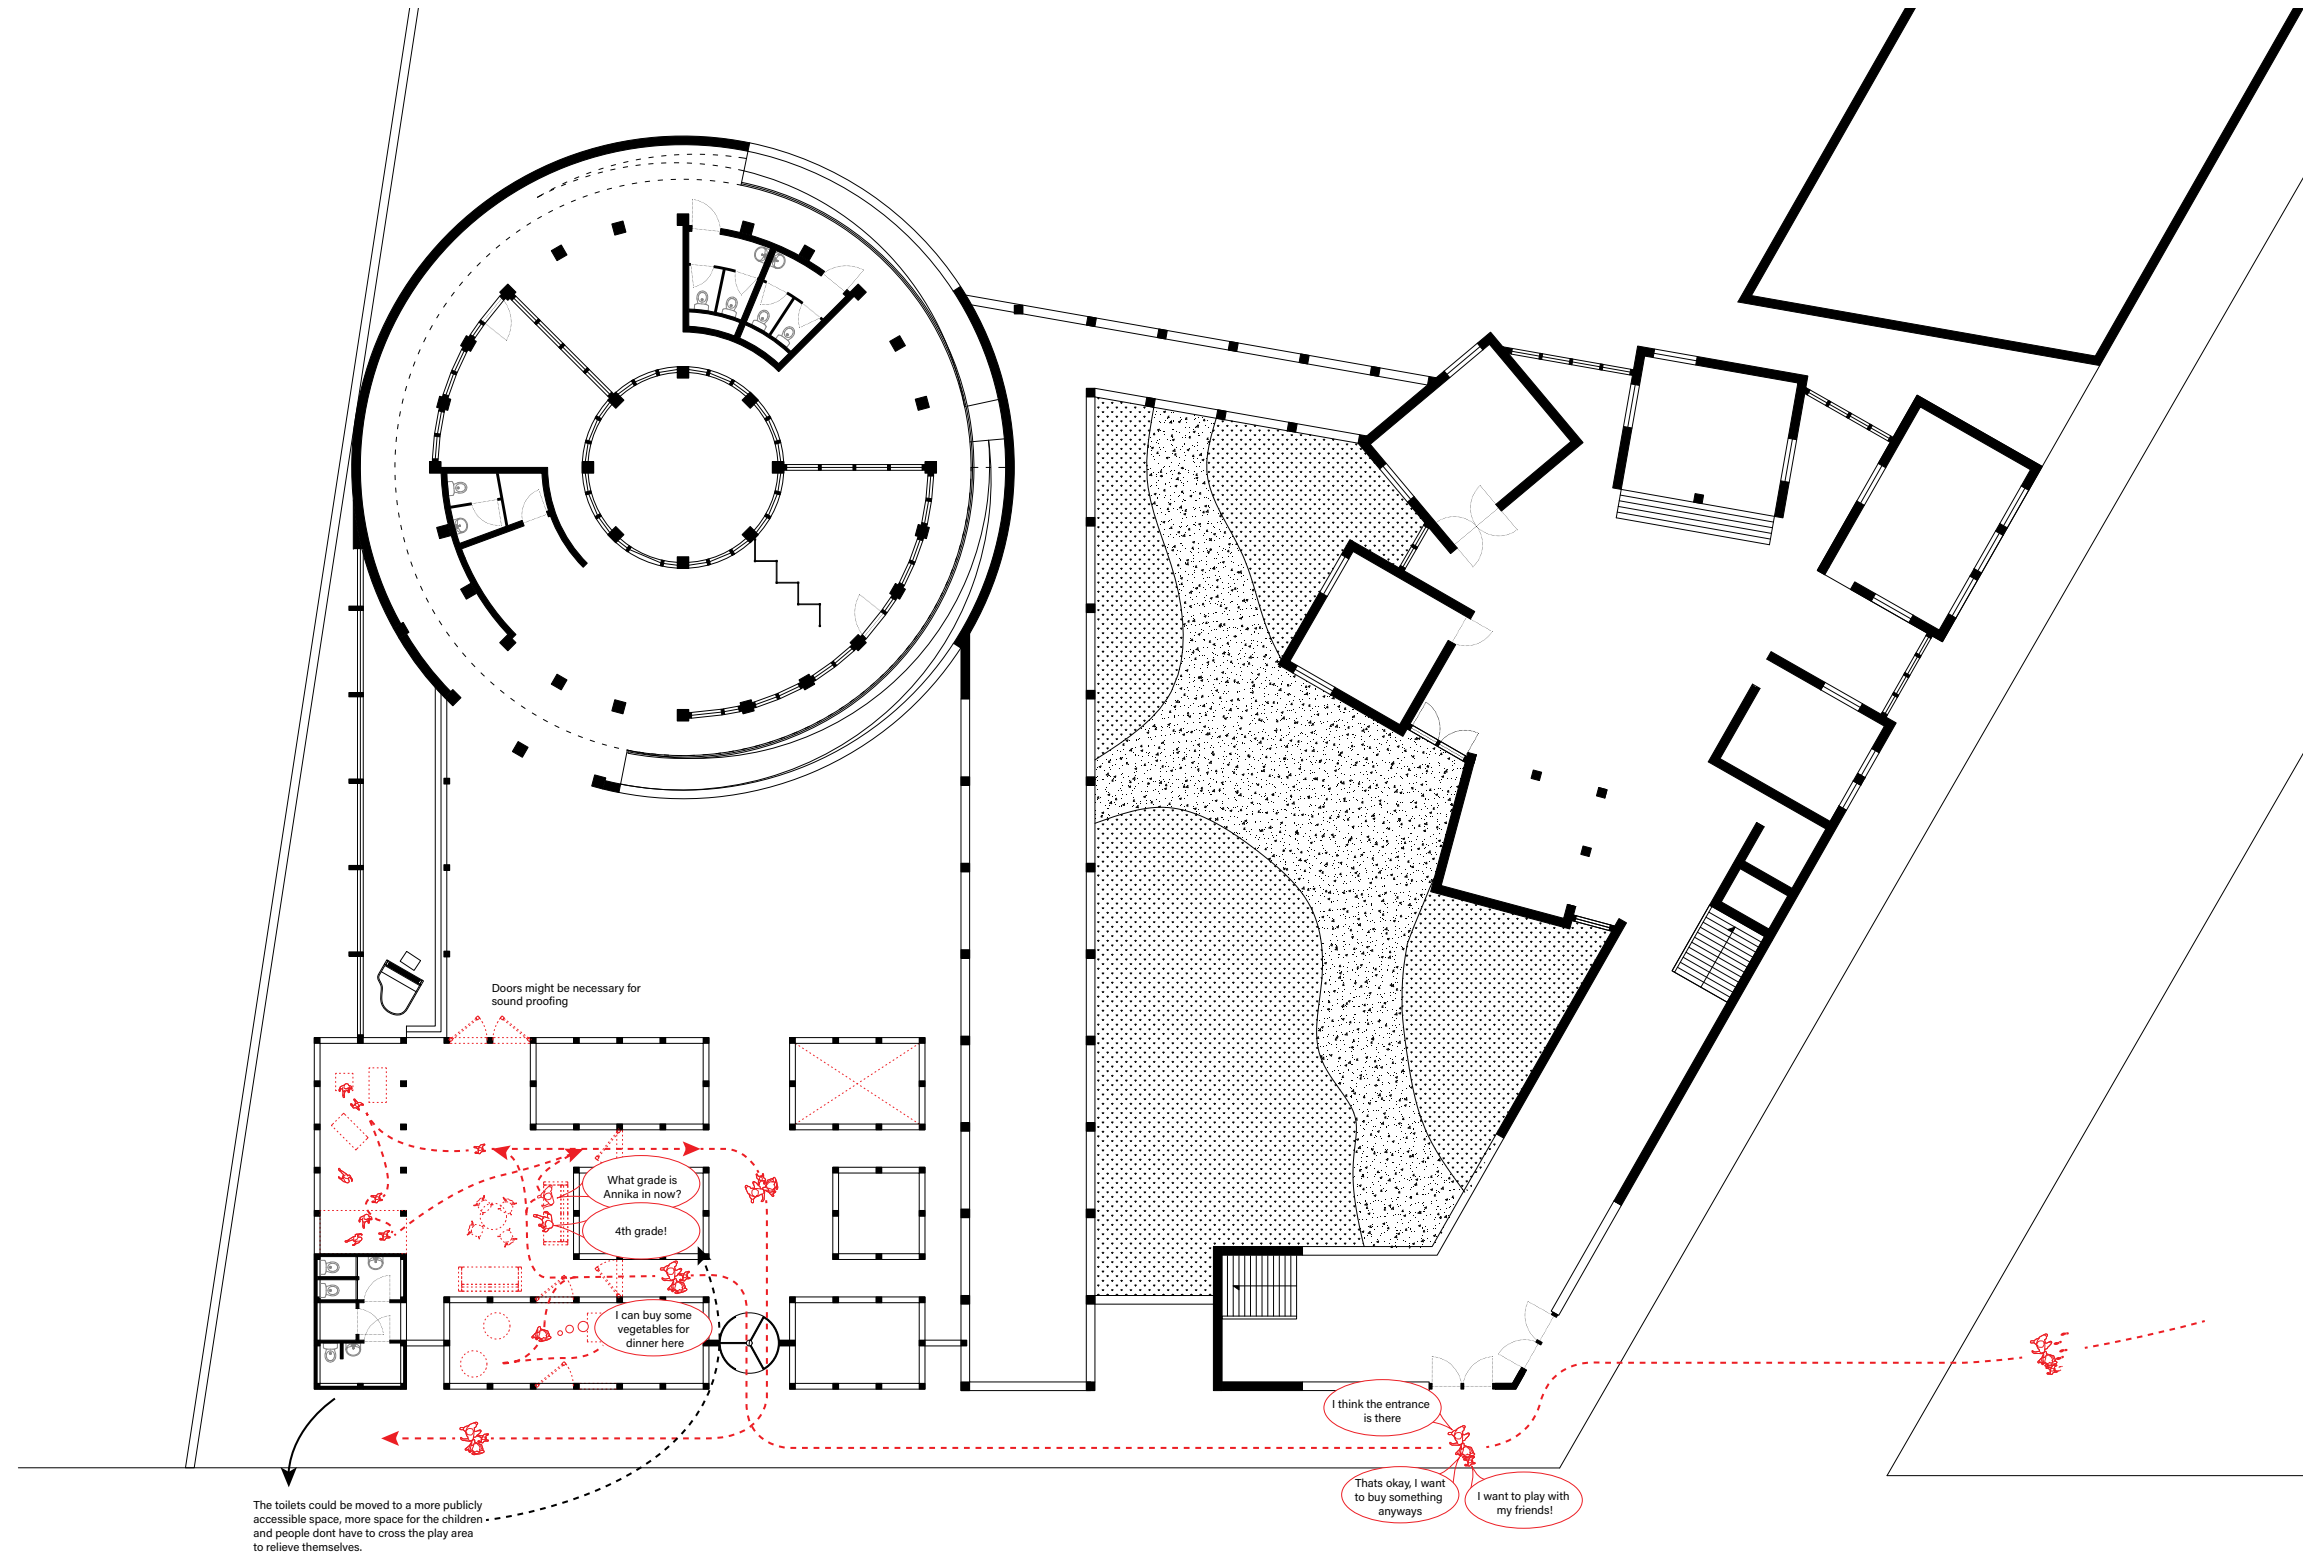 Doors might be necessary for
sound proofing
What grade is
Annika in now?
4th grade!
I can buy some
vegetables for
dinner here
I think the entrance
is there
Thats okay, I want
to buy something
anyways
I want to play with
my friends!
The toilets could be moved to a more publicly
accessible space, more space for the children
and people dont have to cross the play area
to relieve themselves.